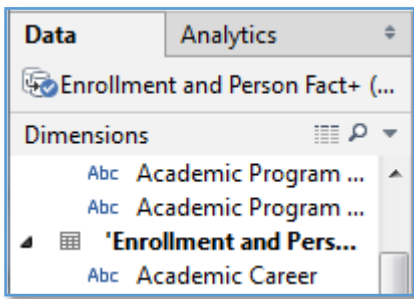 Data Analytics
Enrollment and Person Fact+ (...
Dimensions
Abc Academic Program ...
Abc Academic Program ...
'Enrollment and Pers...
Abc Academic Career